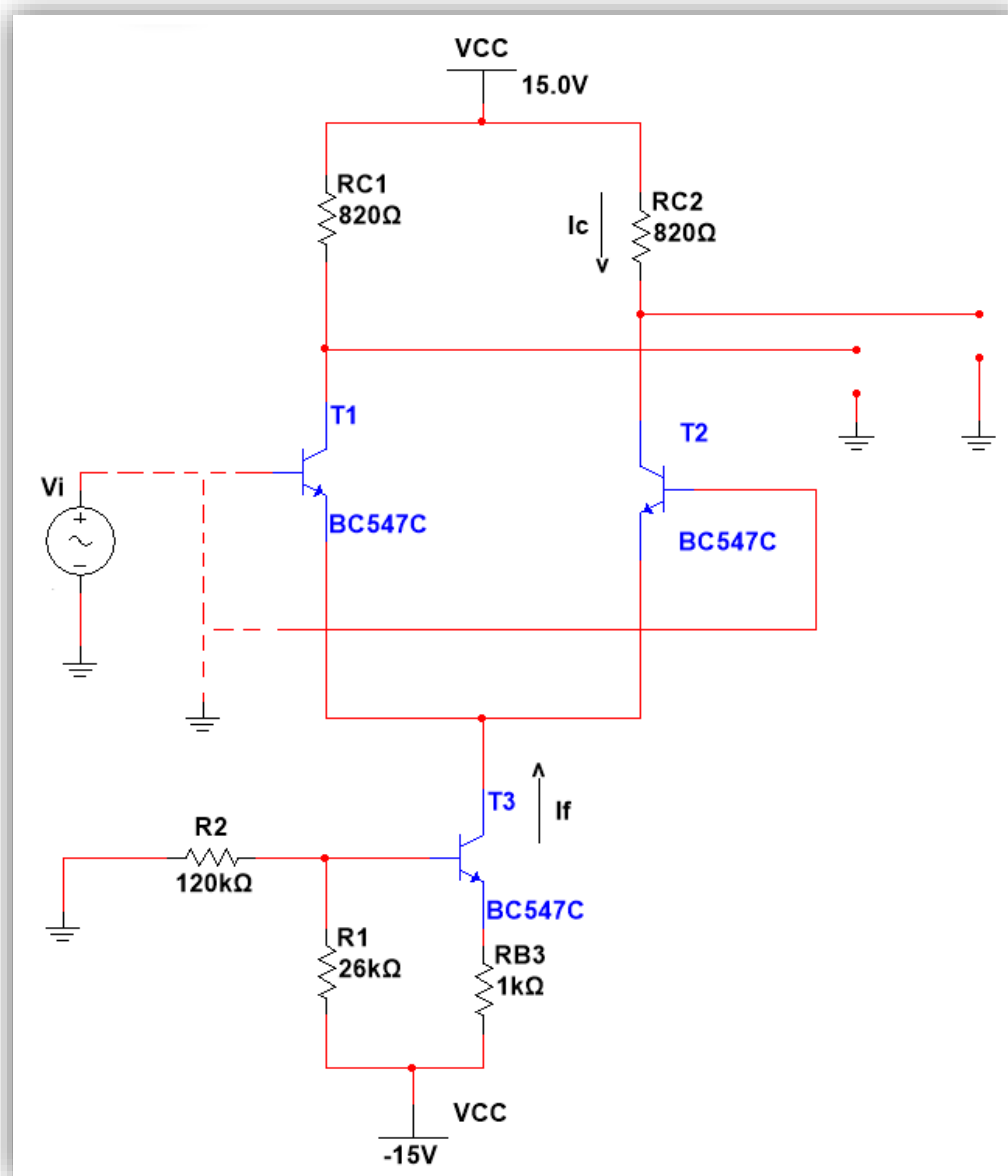 VCC
15.0V
RC1
820Ω
Ic
RC2
820Ω
T1
T2
Vi
BC547C
BC547C
T3
If
R2
120kΩ
BC547C
R1
26kΩ
RB3
1kΩ
VCC
-15V